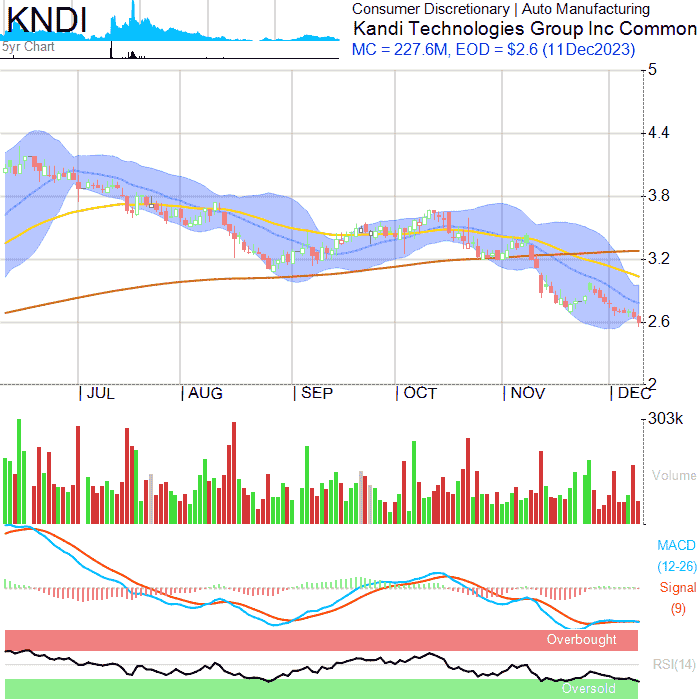 KNDI
5yr Chart
Consumer Discretionary | Auto Manufacturing
Kandi Technologies Group Inc Common
MC = 227.6M, EOD = $2.6 (11Dec2023)
5
4.4
3.8
3.2
2.6
2
| JUL | AUG | SEP | OCT | NOV | DEC
303k
Volume
MACD
(12-26)
Signal
(9)
Overbought
RSI(14)
Oversold